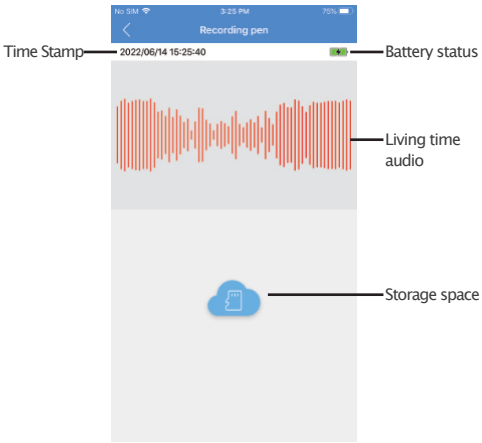 No SIM 3:25 PM 75%
Recording pen
Time Stamp 2022/06/14 15:25:40 Battery status
Living time
audio
Storage space